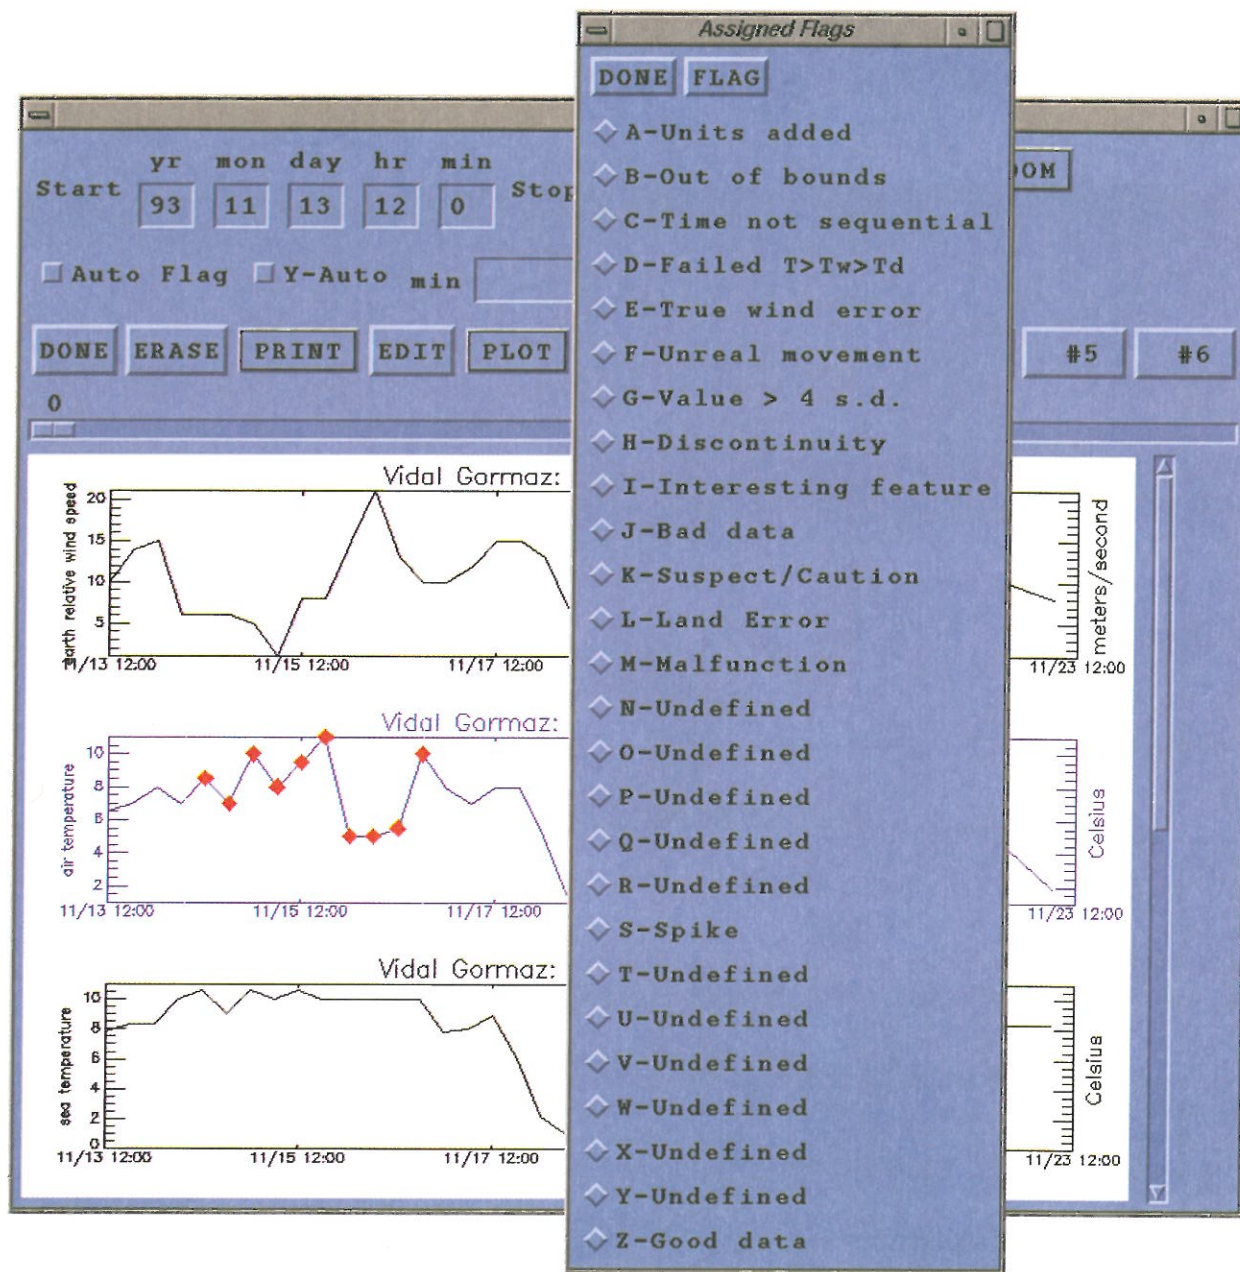 Assigned Flags
DONE FLAG
A-Units added
B-Out of bounds
C-Time not sequential
D-Failed T>Tw>Td
E-True wind error
F-Unreal movement
G-Value > 4 s.d.
H-Discontinuity
I-Interesting feature
J-Bad data
K-Suspect/Caution
L-Land Error
M-Malfunction
N-Undefined
O-Undefined
P-Undefined
Q-Undefined
R-Undefined
S-Spike
T-Undefined
U-Undefined
V-Undefined
W-Undefined
X-Undefined
Y-Undefined
Z-Good data
yr mon day hr min
Start 93 11 13 12 0
Auto Flag Y-Auto min
DONE ERASE PRINT EDIT PLOT #5 #6
0
Vidal Gormaz:
relative wind speed
20
15
10
5
11/15 12:00 11/17 12:00 11/23 12:00
meters/second
Vidal Gormaz:
air temperature
10
8
6
4
2
11/13 12:00 11/15 12:00 11/17 12:00 11/23 12:00
Celsius
Vidal Gormaz:
sea temperature
10
8
6
4
2
0
11/13 12:00 11/15 12:00 11/17 12:00 11/23 12:00
Celsius